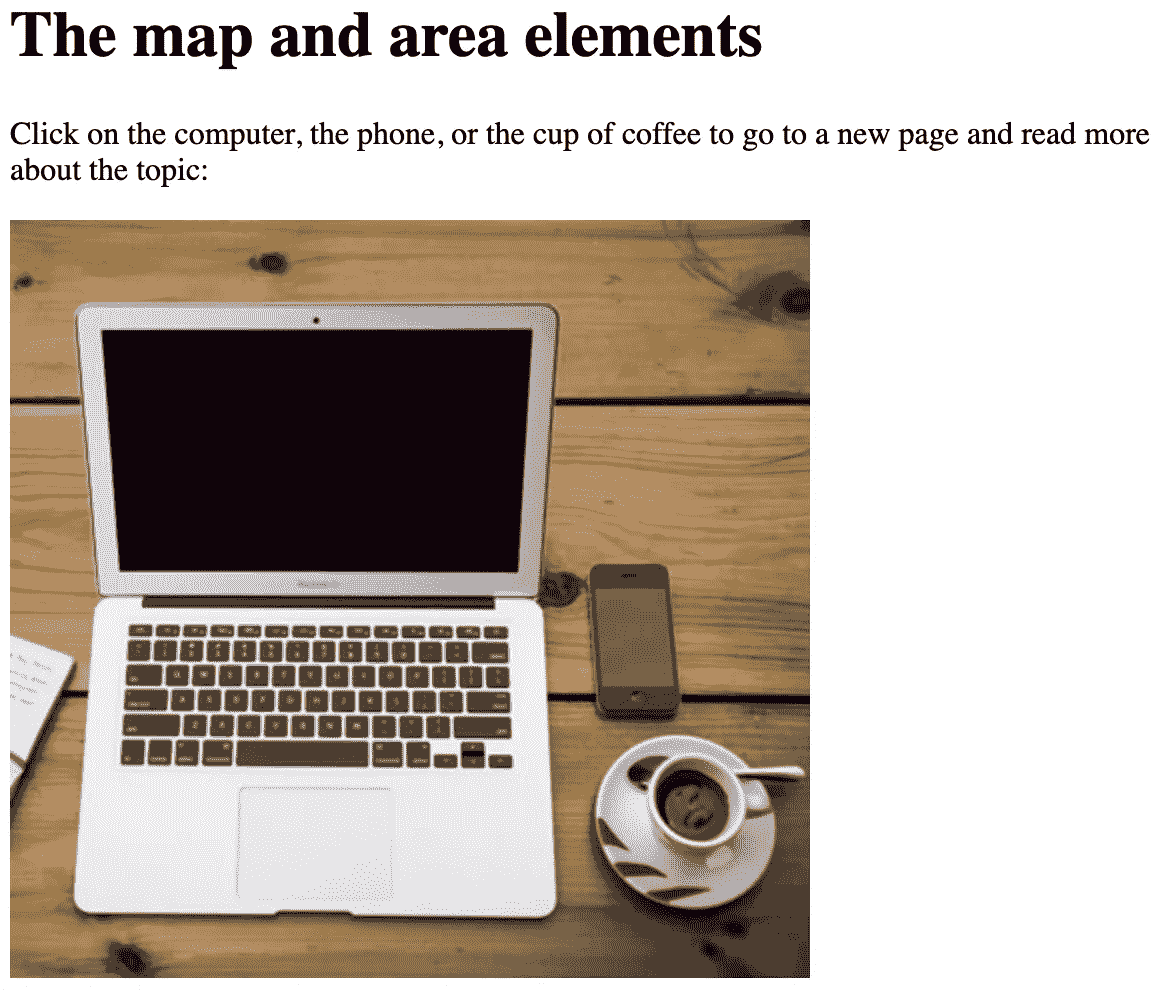 The map and area elements
Click on the computer, the phone, or the cup of coffee to go to a new page and read more
about the topic: